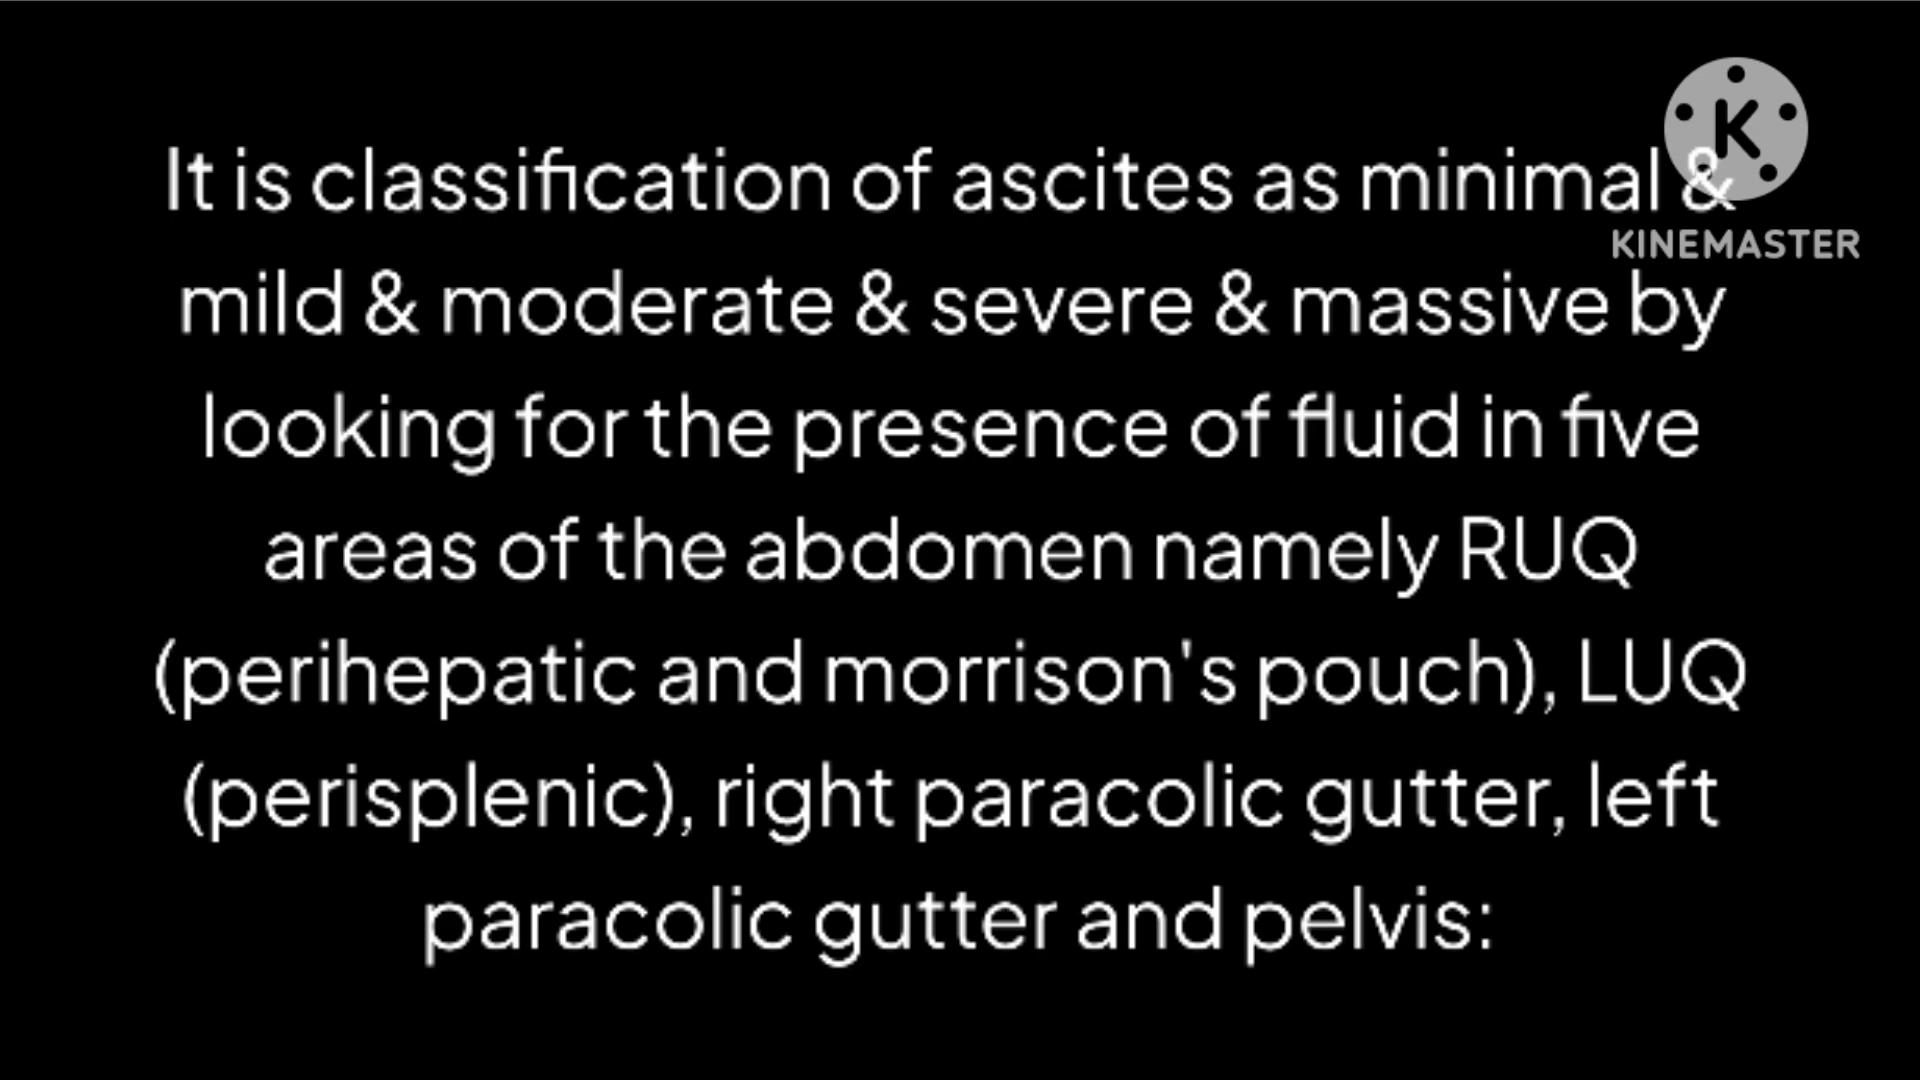 It is classification of ascites as minimal &
mild & moderate & severe & massive by
looking for the presence of fluid in five
areas of the abdomen namely RUQ
(perihepatic and morrison's pouch), LUQ
(perisplenic), right paracolic gutter, left
paracolic gutter and pelvis:
K
KINEMASTER